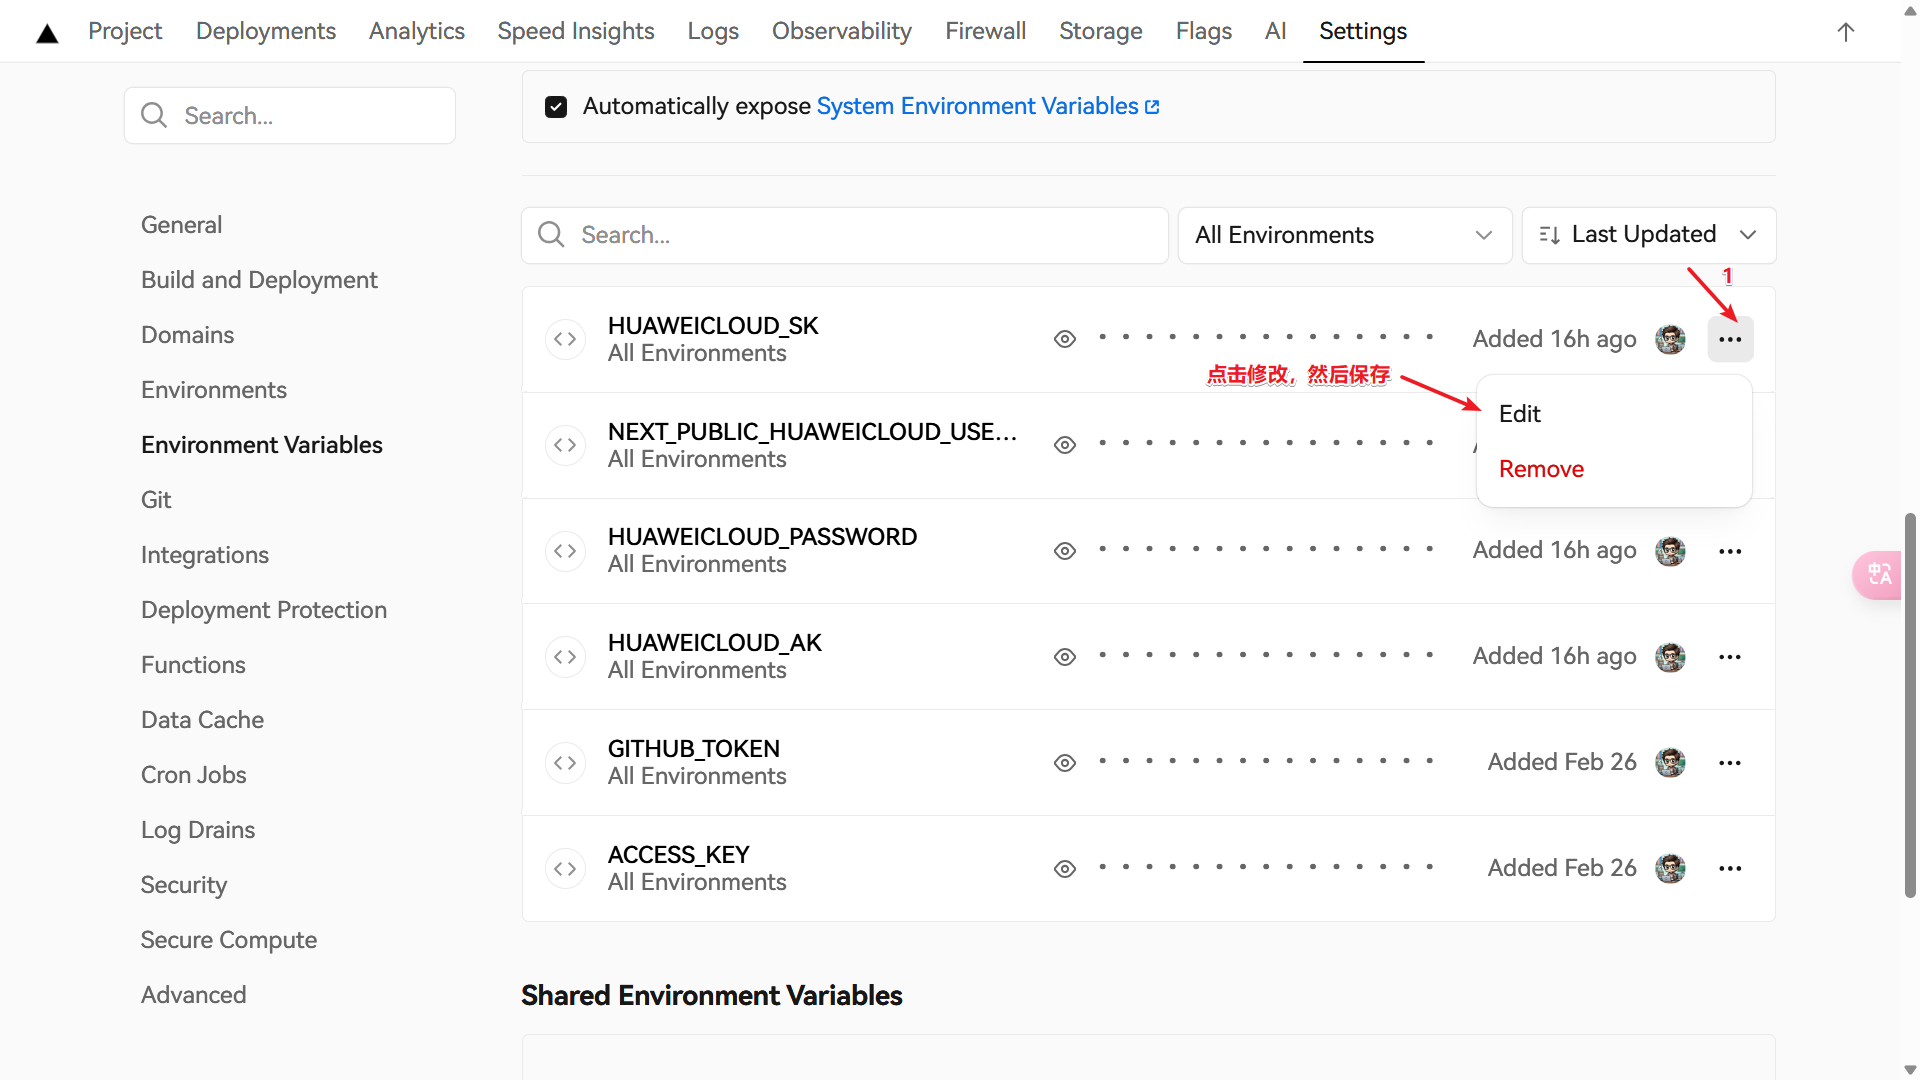 Project Deployments Analytics Speed Insights Logs Observability Firewall Storage Flags AI Settings
Search...
General
Build and Deployment
Domains
Environments
Environment Variables
Git
Integrations
Deployment Protection
Functions
Data Cache
Cron Jobs
Log Drains
Security
Secure Compute
Advanced
Automatically expose System Environment Variables
Search...
All Environments
Last Updated
1
HUAWEICLOUD_SK
All Environments
Added 16h ago
点击修改，然后保存
Edit
Remove
NEXT_PUBLIC_HUAWEICLOUD_USE...
All Environments
HUAWEICLOUD_PASSWORD
All Environments
Added 16h ago
HUAWEICLOUD_AK
All Environments
Added 16h ago
GITHUB_TOKEN
All Environments
Added Feb 26
ACCESS_KEY
All Environments
Added Feb 26
Shared Environment Variables
中
A